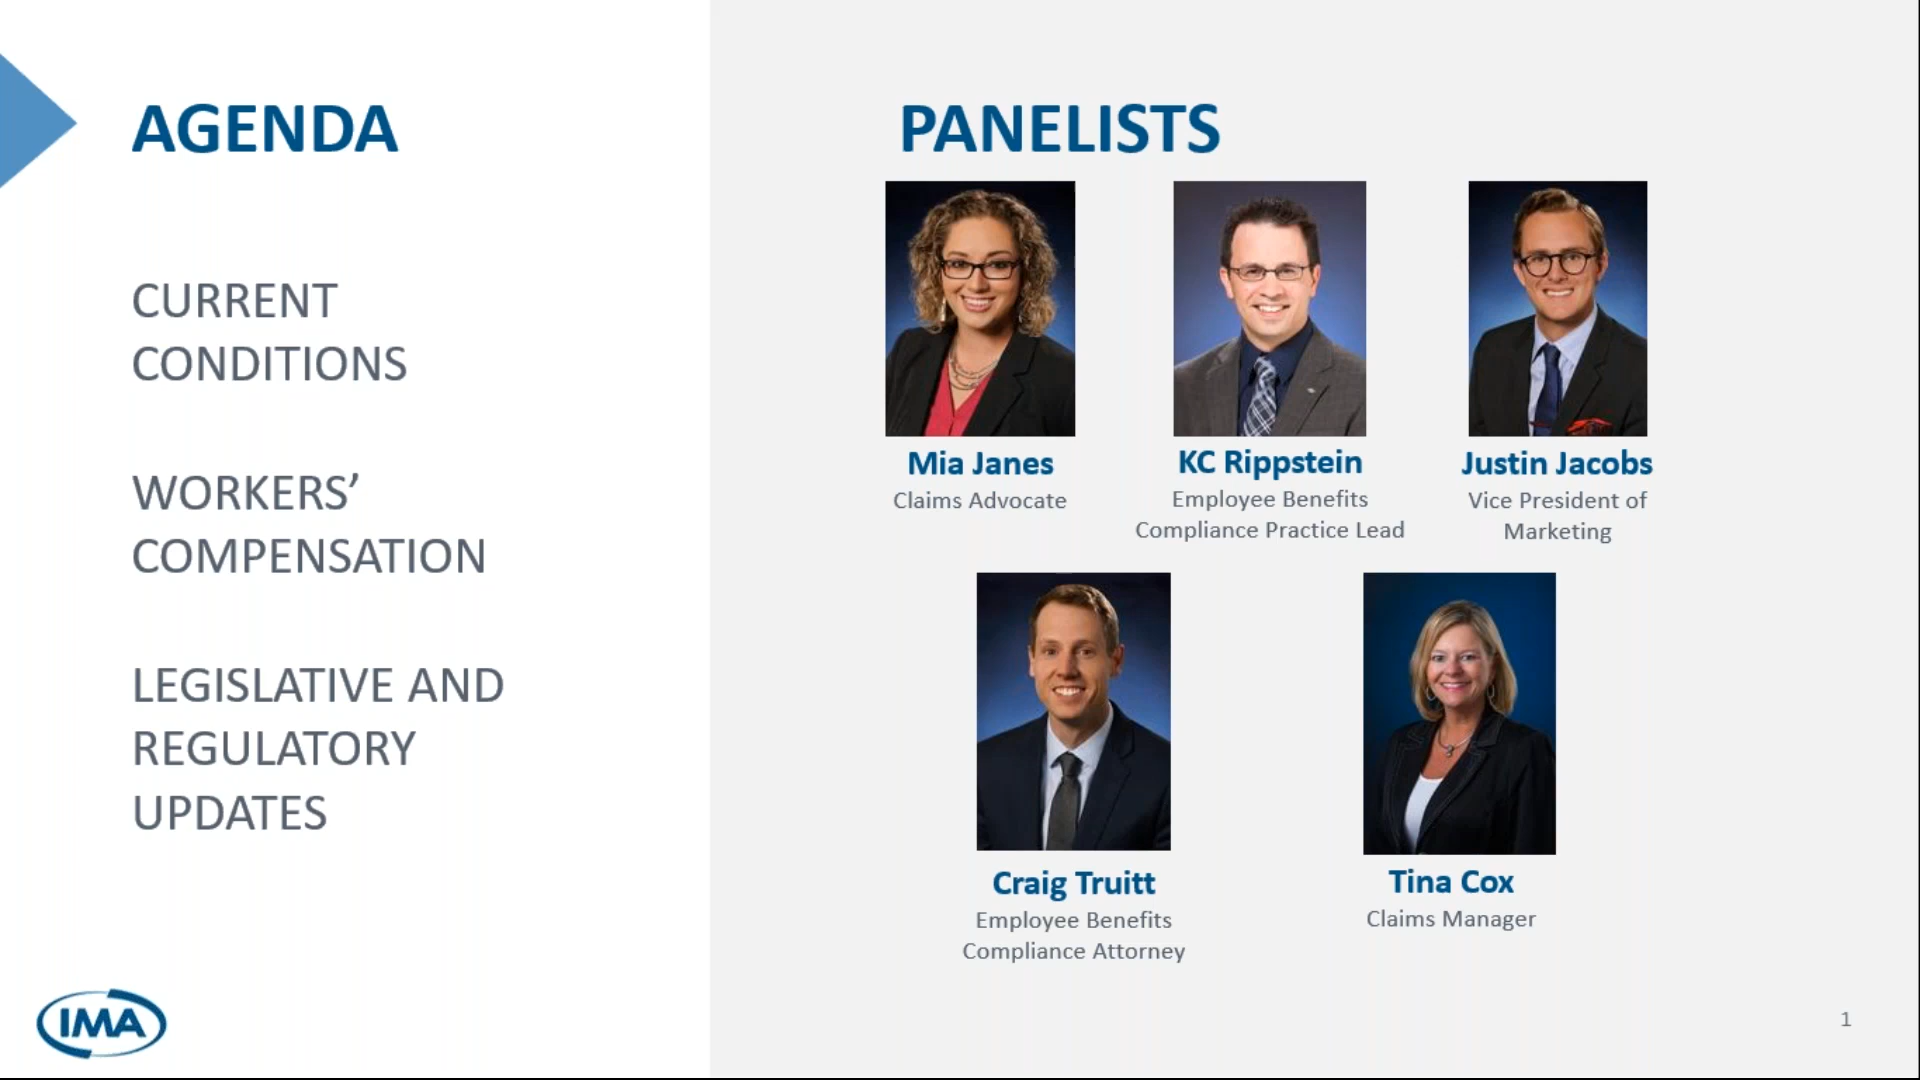 AGENDA
CURRENT
CONDITIONS
WORKERS’
COMPENSATION
LEGISLATIVE AND
REGULATORY
UPDATES
IMA
PANELISTS
Mia Janes
Claims Advocate
KC Rippstein
Employee Benefits
Compliance Practice Lead
Justin Jacobs
Vice President of
Marketing
Craig Truitt
Employee Benefits
Compliance Attorney
Tina Cox
Claims Manager
1